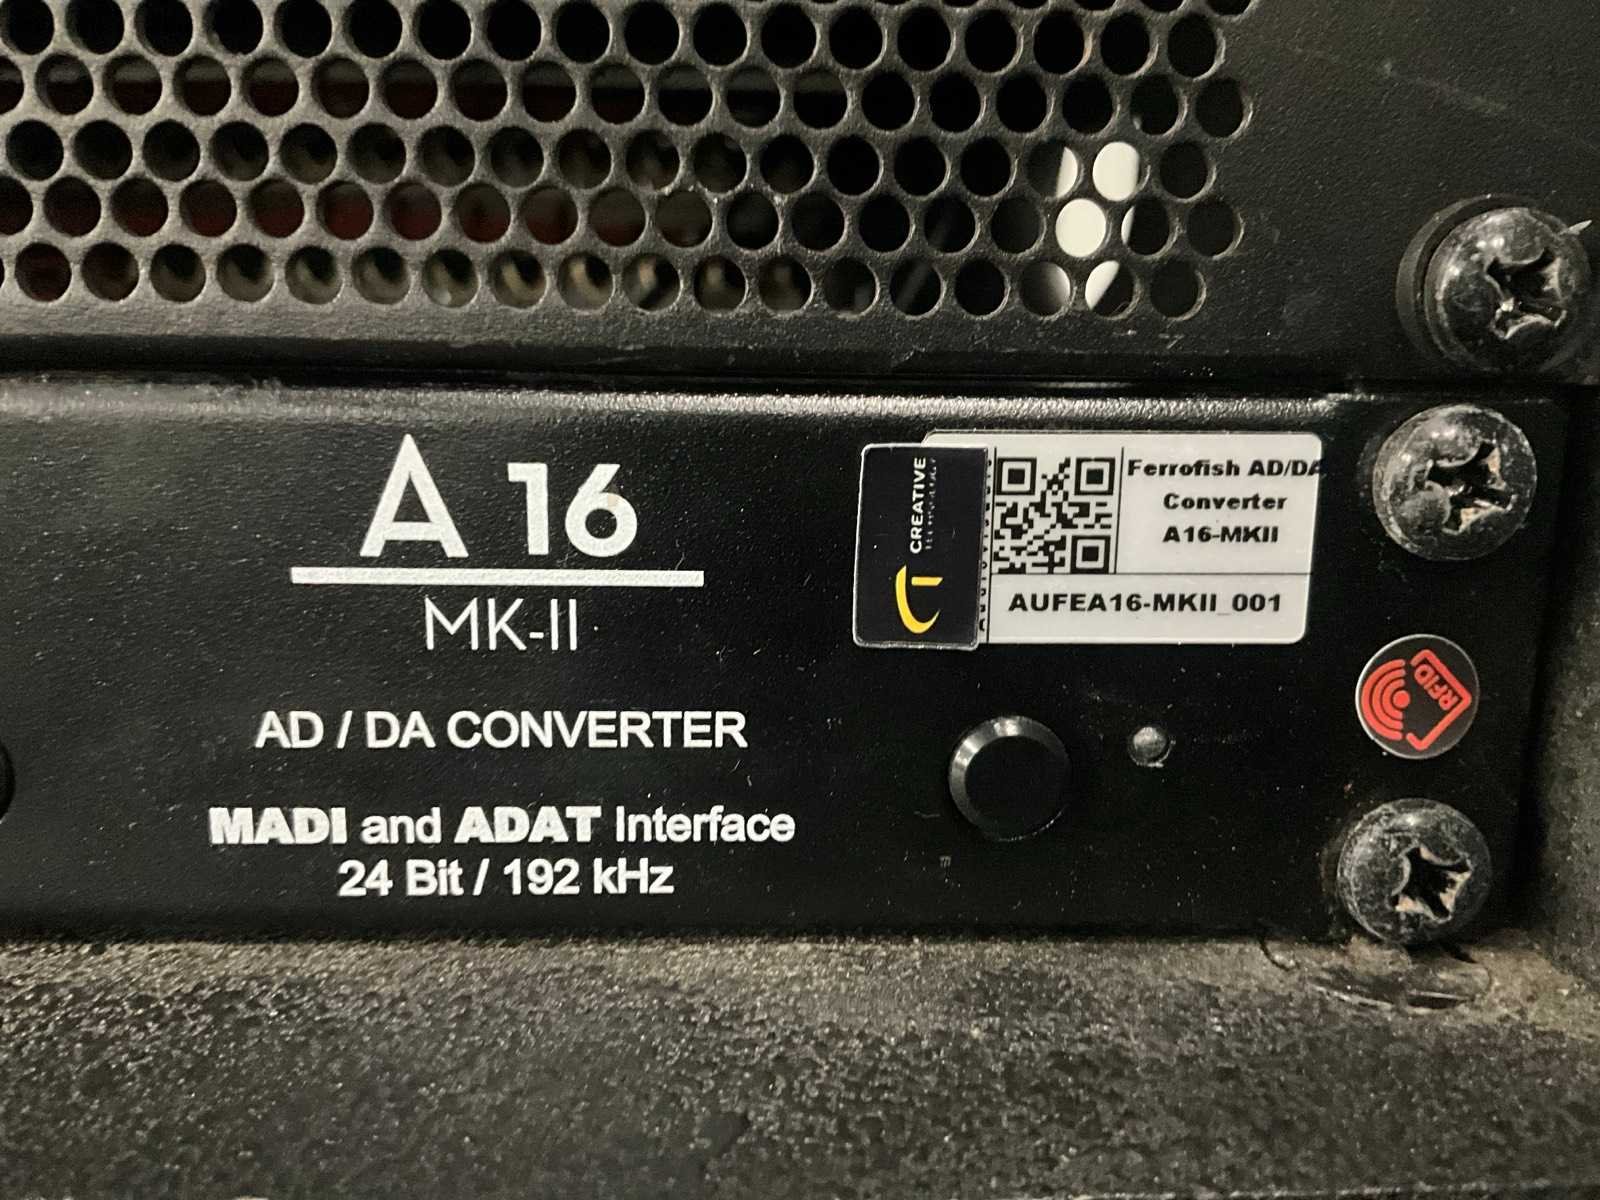 A 16
MK-II
AD / DA CONVERTER
MADI and ADAT Interface
24 Bit / 192 kHz
CREATIVE
TECHNOLOGY
Ferrofish AD/DA
Converter
A16-MKII
AUFEA16-MKII_001
RFID